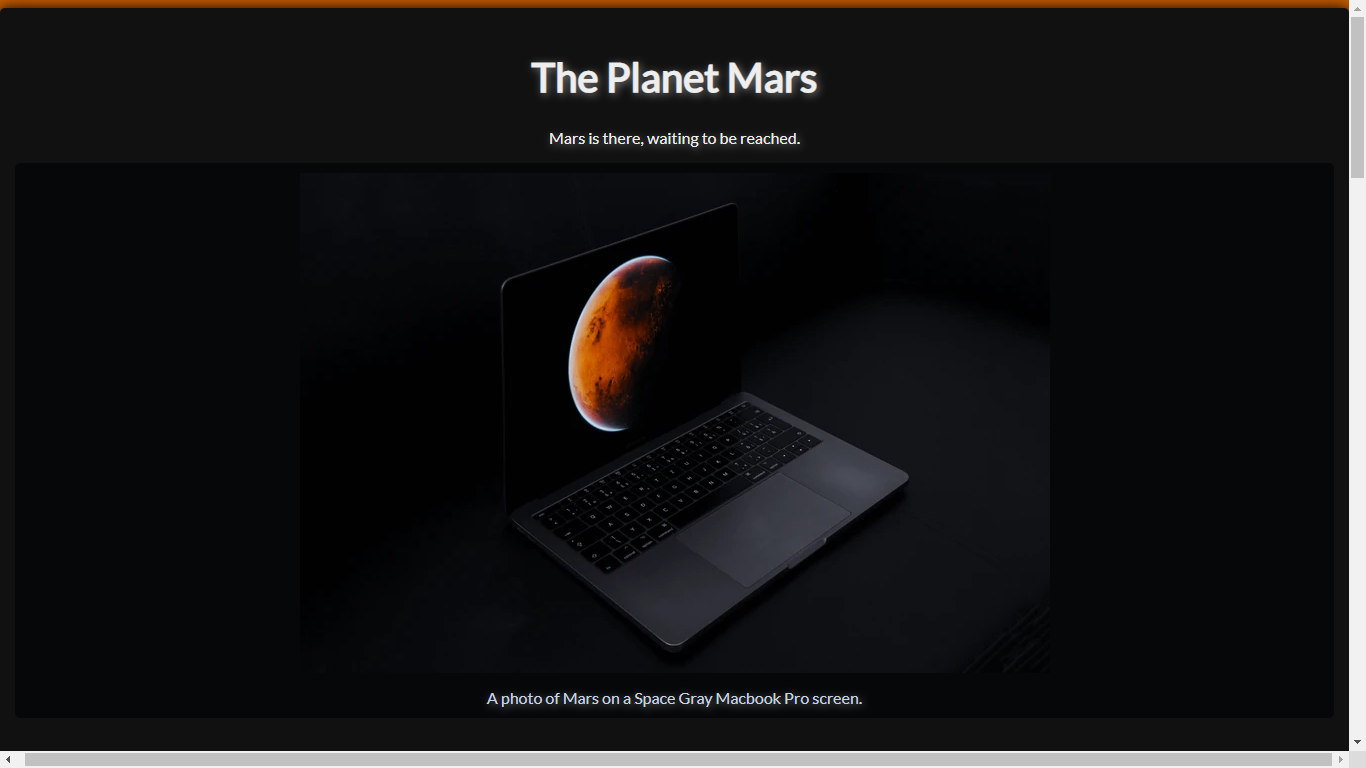 The Planet Mars
Mars is there, waiting to be reached.
A photo of Mars on a Space Gray Macbook Pro screen.